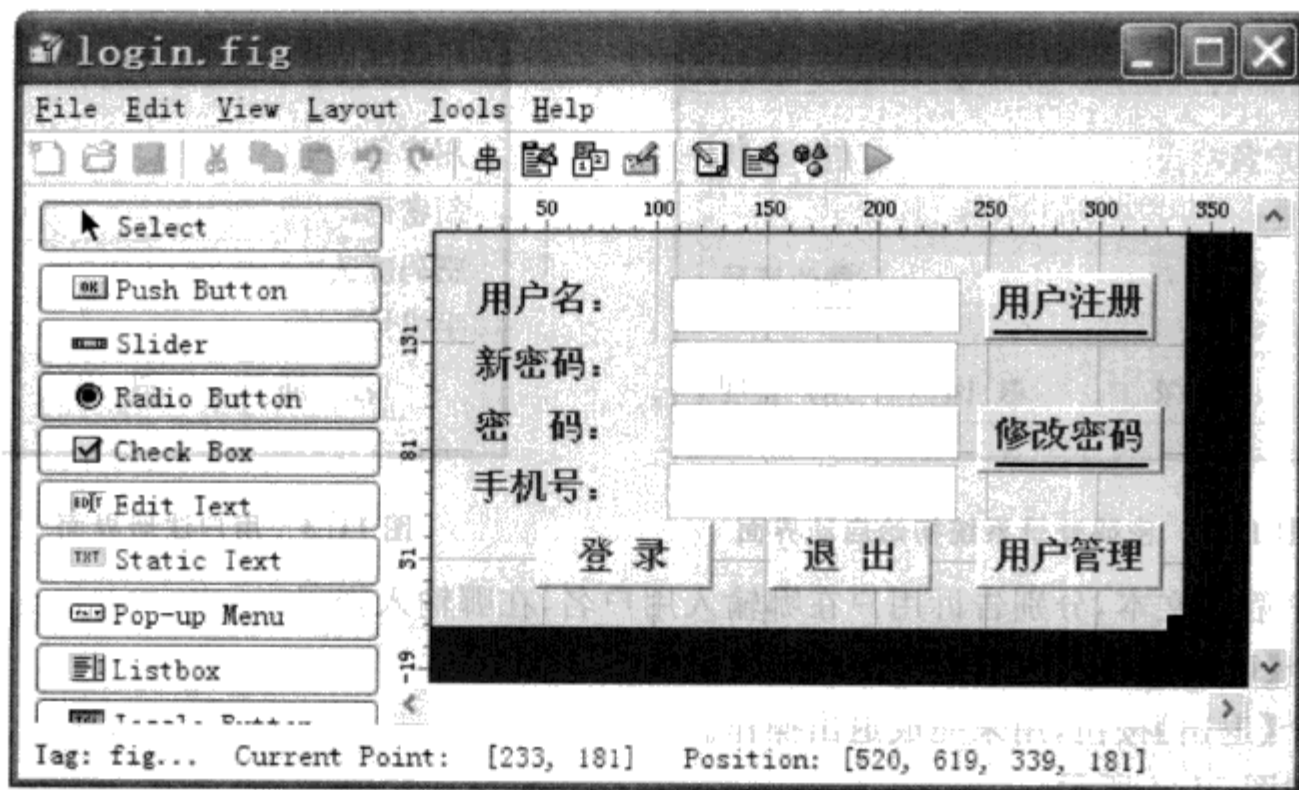 login.fig
File Edit View Layout Tools Help
Select
Push Button
Slider
Radio Button
Check Box
Edit Text
Static Text
Pop-up Menu
Listbox
50 100 150 200 250 300 350
131
81
31
-19
用户名:
用户注册
新密码:
密 码:
修改密码
手机号:
登 录
退 出
用户管理
Tag: fig... Current Point: [233, 181] Position: [520, 619, 339, 181]